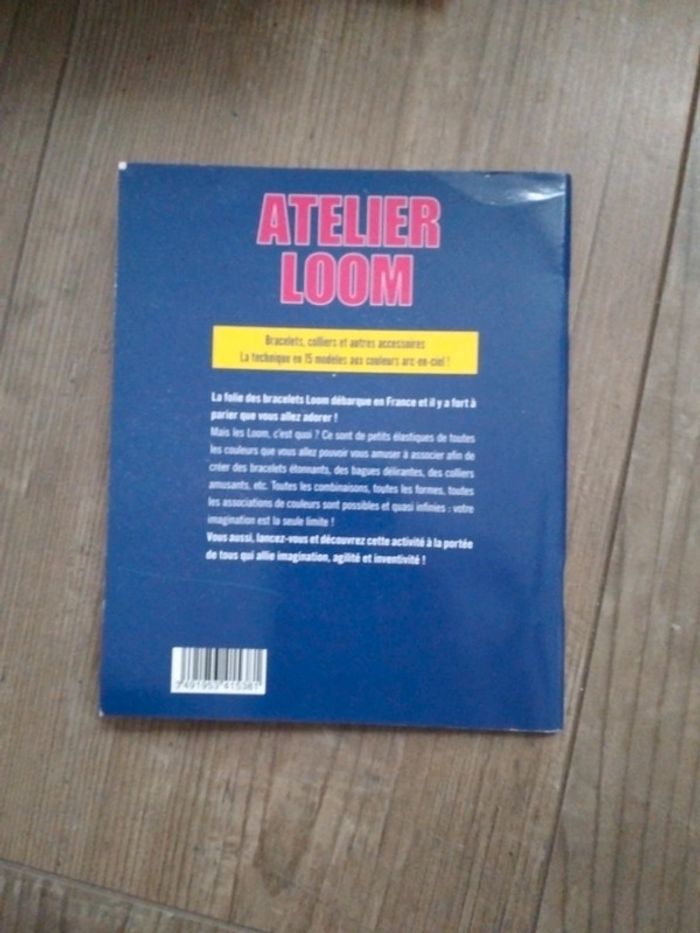 ATELIER
LOOM
Bracelets, colliers et autres accessoires
La technique en 15 modèles aux couleurs arc-en-ciel !
La folie des bracelets Loom débarque en France et il y a fort à
parier que vous allez adorer !
Mais les Loom, c'est quoi ? Ce sont de petits élastiques de toutes
les couleurs que vous allez pouvoir vous amuser à associer afin de
créer des bracelets étonnants, des bagues délirantes, des colliers
amusants, etc. Toutes les combinaisons, toutes les formes, toutes
les associations de couleurs sont possibles et quasi infinies : votre
imagination est la seule limite !
Vous aussi, lancez-vous et découvrez cette activité à la portée
de tous qui allie imagination, agilité et inventivité !
7491953415381